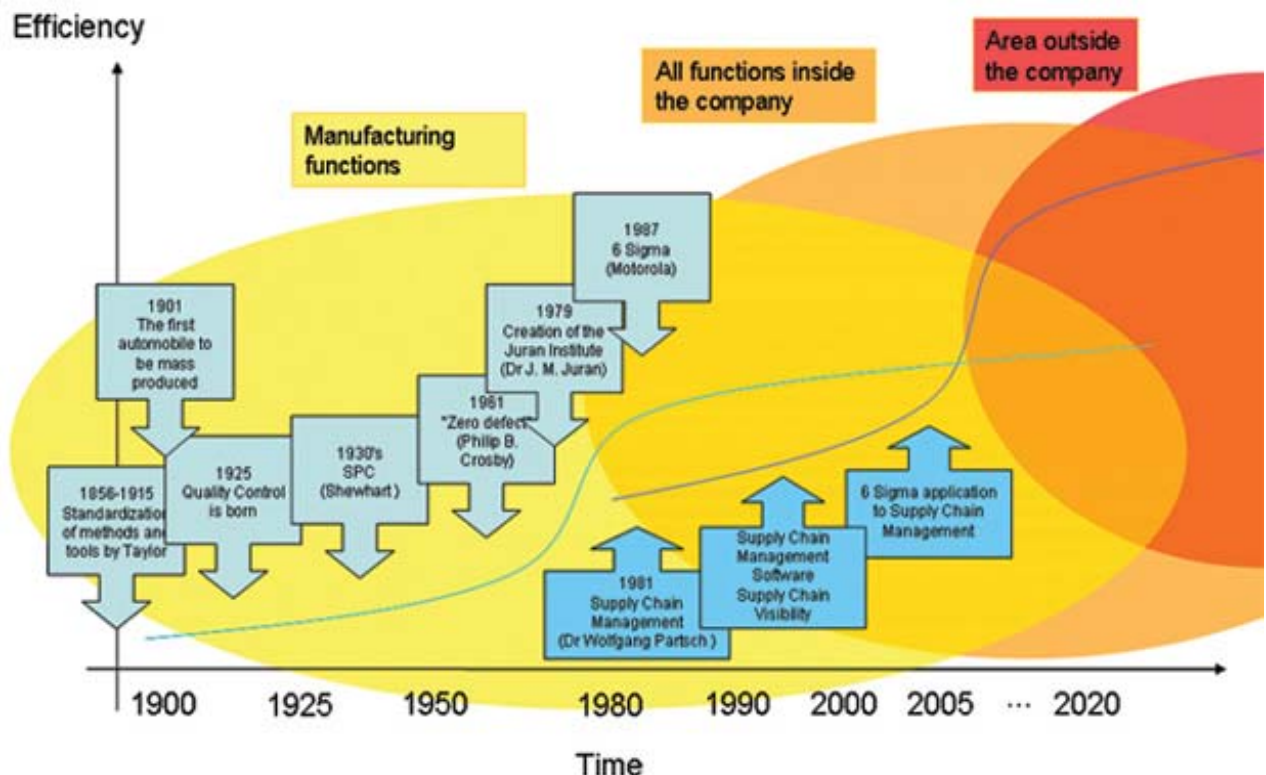 Efficiency
Area outside
the company
All functions inside
the company
Manufacturing
functions
1987
6 Sigma
(Motorola)
1901
The first
automobile to
be mass
produced
1979
Creation of the
Juran Institute
(Dr J. M. Juran)
1961
"Zero defect"
(Philip B.
Crosby)
1930's
SPC
(Shewhart )
1925
Quality Control
is born
1856-1915
Standardization
of methods and
tools by Taylor
6 Sigma application
to Supply Chain
Management
Supply Chain
Management
Software
Supply Chain
Visibility
1981
Supply Chain
Management
(Dr Wolfgang Partsch )
1900
1925
1950
1980
1990
2000
2005
...
2020
Time